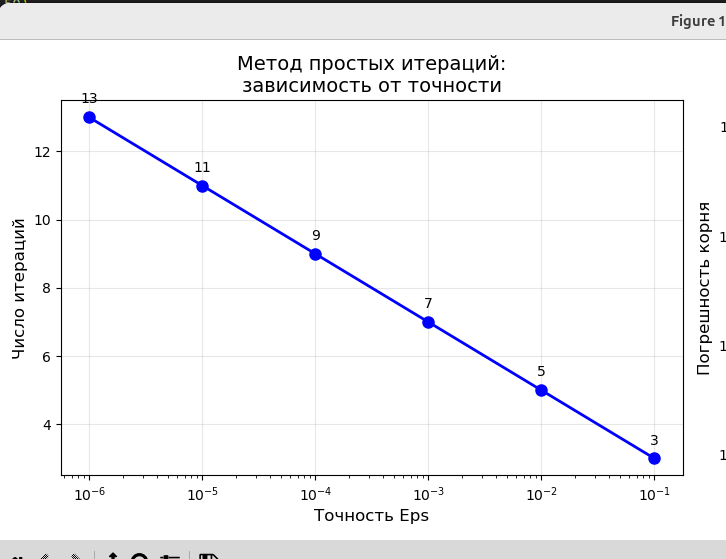 Figure 1
Метод простых итераций:
зависимость от точности
13
11
9
7
5
3
12
10
8
6
4
Число итераций
10⁻⁶ 10⁻⁵ 10⁻⁴ 10⁻³ 10⁻² 10⁻¹
Точность Eps
Погрешность корня